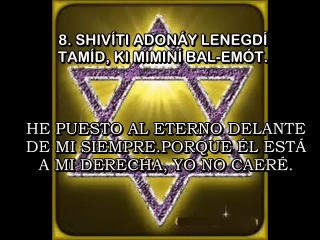 8. SHIVÍTI ADONÁY LENEGDÍ
TAMÍD, KI MIMINÍ BAL-EMÓT.
HE PUESTO AL ETERNO DELANTE
DE MI SIEMPRE.PORQUE ÉL ESTÁ
A MI DERECHA, YO NO CAERÉ.